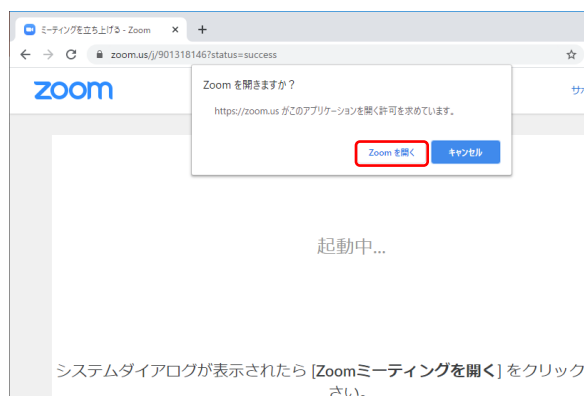 ミーティングを立ち上げる - Zoom
zoom.us/j/901318146?status=success
zoom
Zoom を開きますか？
https://zoom.us がこのアプリケーションを開く許可を求めています。
Zoom を開く キャンセル
起動中...
システムダイアログが表示されたら [Zoomミーティングを開く] をクリック
さい。